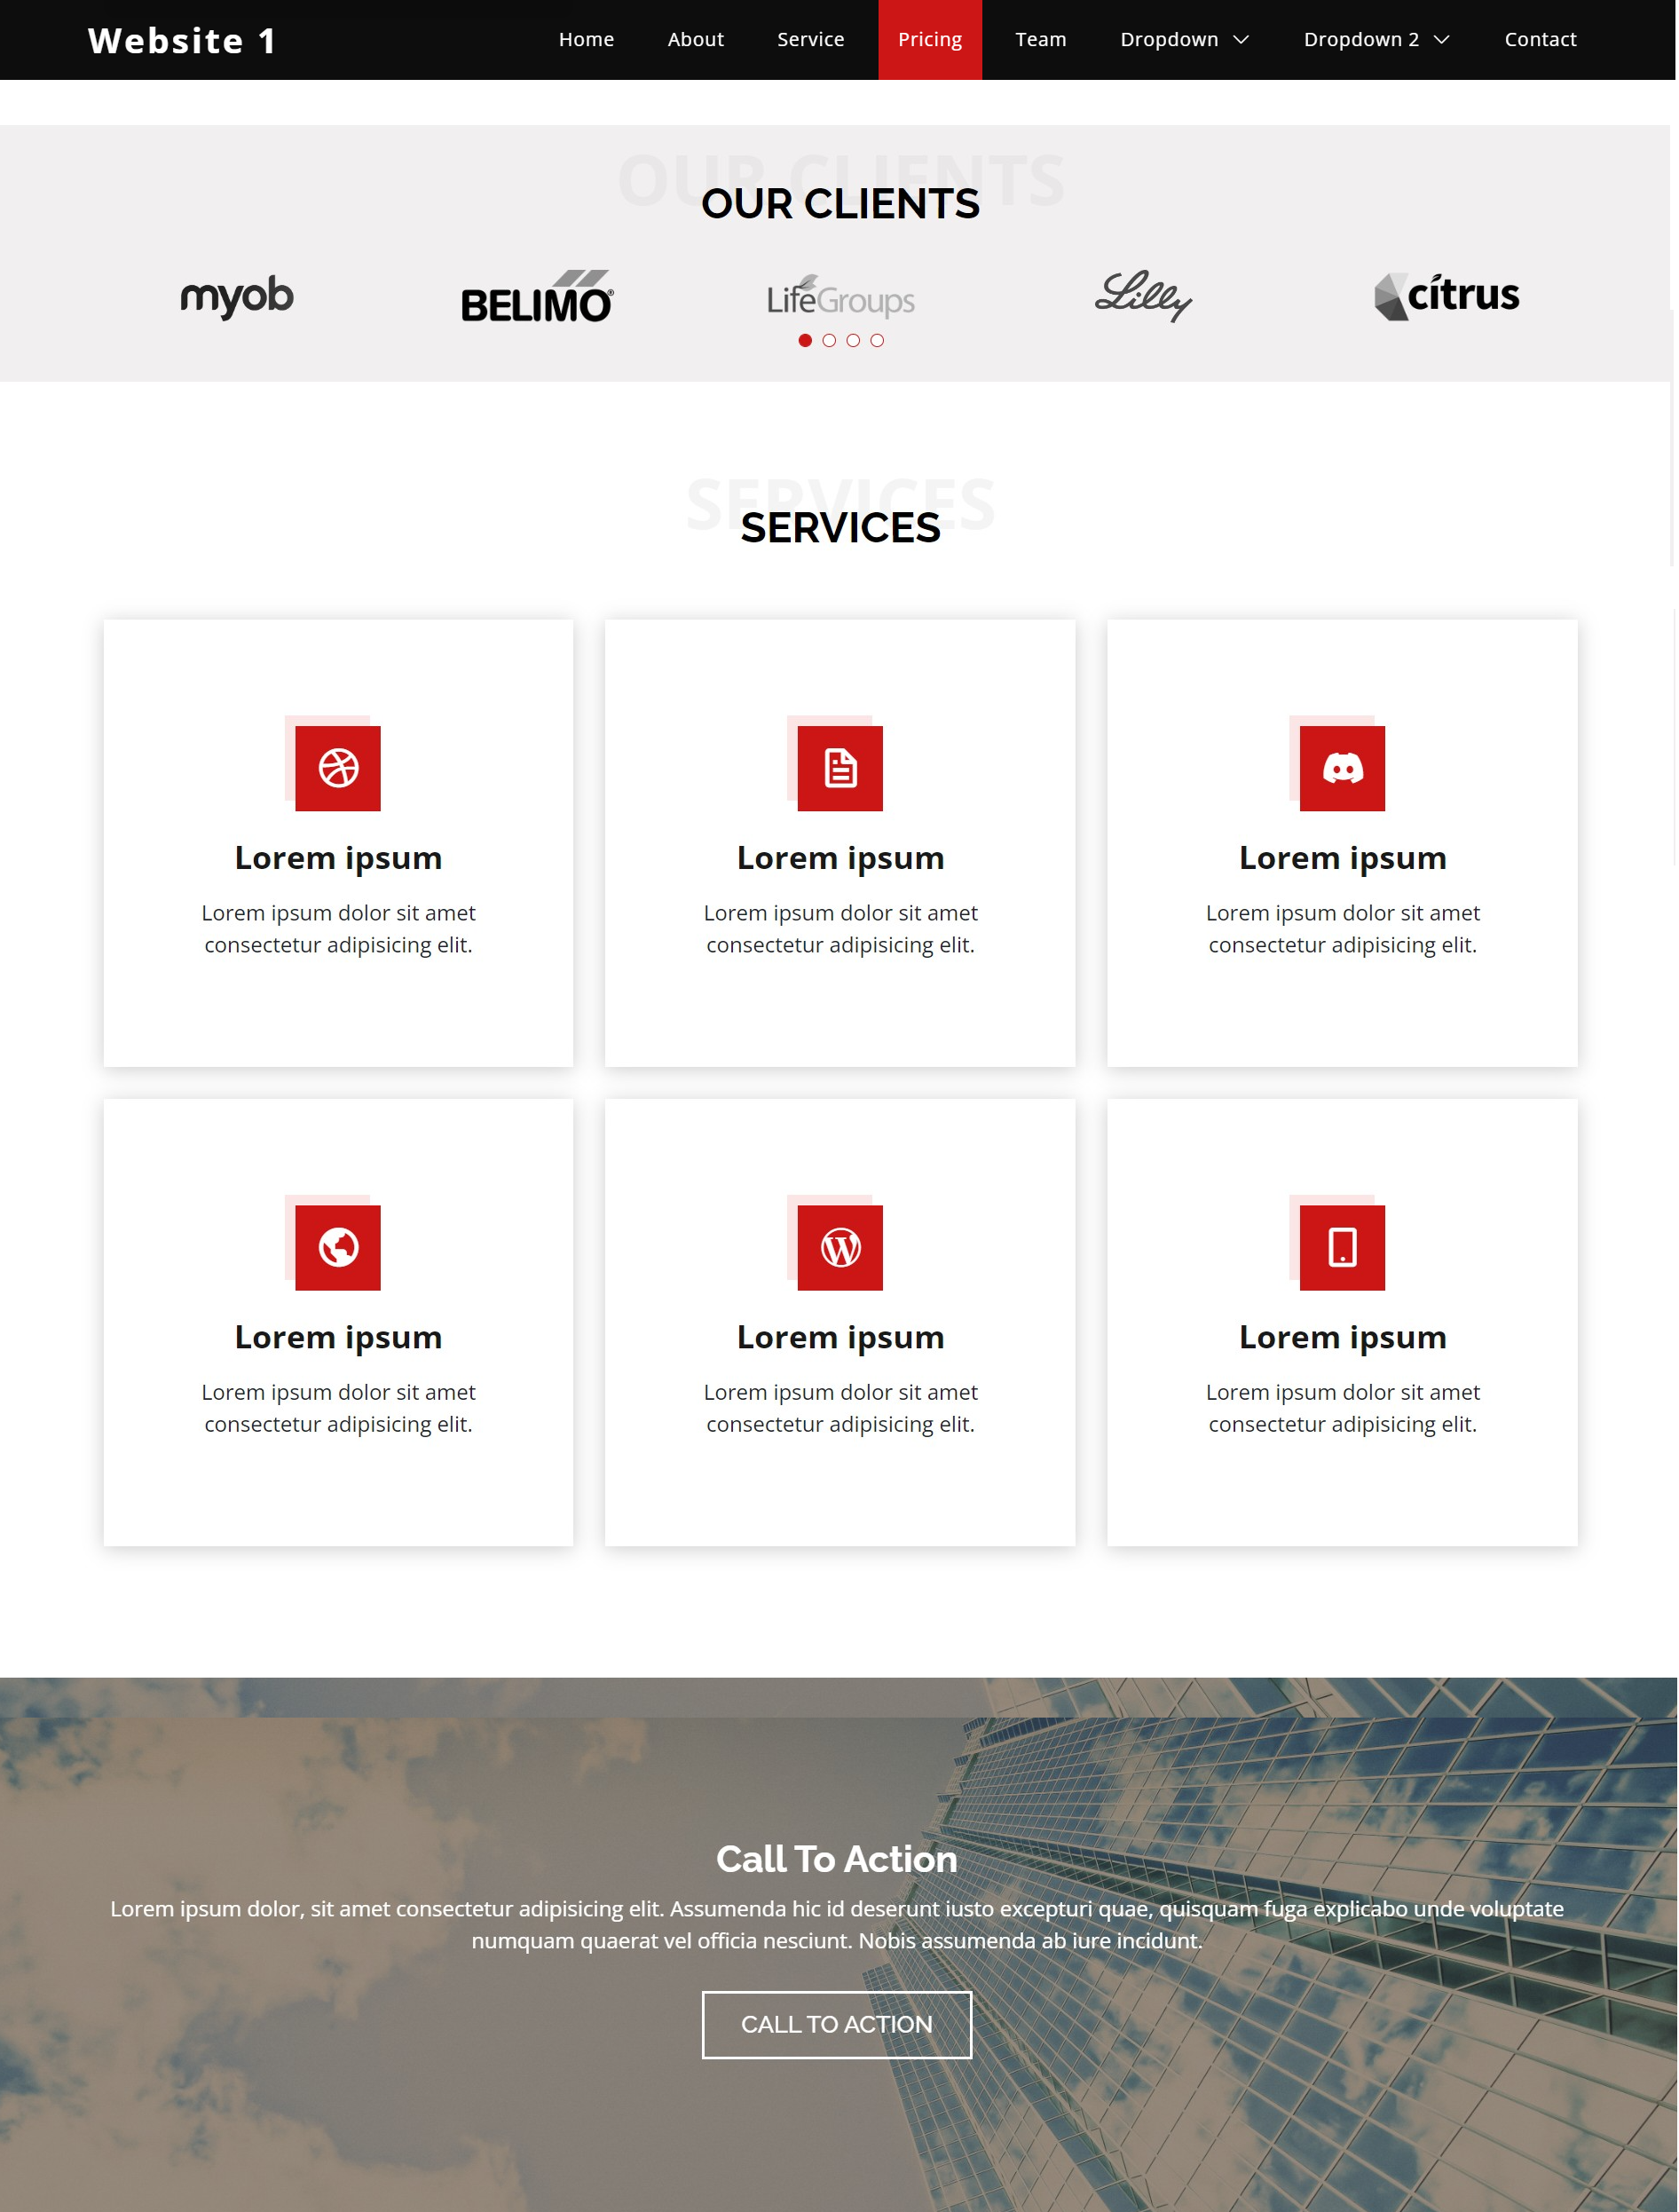 Website 1
Home About Service Pricing Team Dropdown Dropdown 2 Contact
OUR CLIENTS
OUR CLIENTS
myob BELIMO® LifeGroups Lilly citrus
SERVICES
SERVICES
Lorem ipsum
Lorem ipsum dolor sit amet
consectetur adipisicing elit.
Lorem ipsum
Lorem ipsum dolor sit amet
consectetur adipisicing elit.
Lorem ipsum
Lorem ipsum dolor sit amet
consectetur adipisicing elit.
Lorem ipsum
Lorem ipsum dolor sit amet
consectetur adipisicing elit.
Lorem ipsum
Lorem ipsum dolor sit amet
consectetur adipisicing elit.
Lorem ipsum
Lorem ipsum dolor sit amet
consectetur adipisicing elit.
Call To Action
Lorem ipsum dolor, sit amet consectetur adipisicing elit. Assumenda hic id deserunt iusto excepturi quae, quisquam fuga explicabo unde voluptate
numquam quaerat vel officia nesciunt. Nobis assumenda ab iure incidunt.
CALL TO ACTION